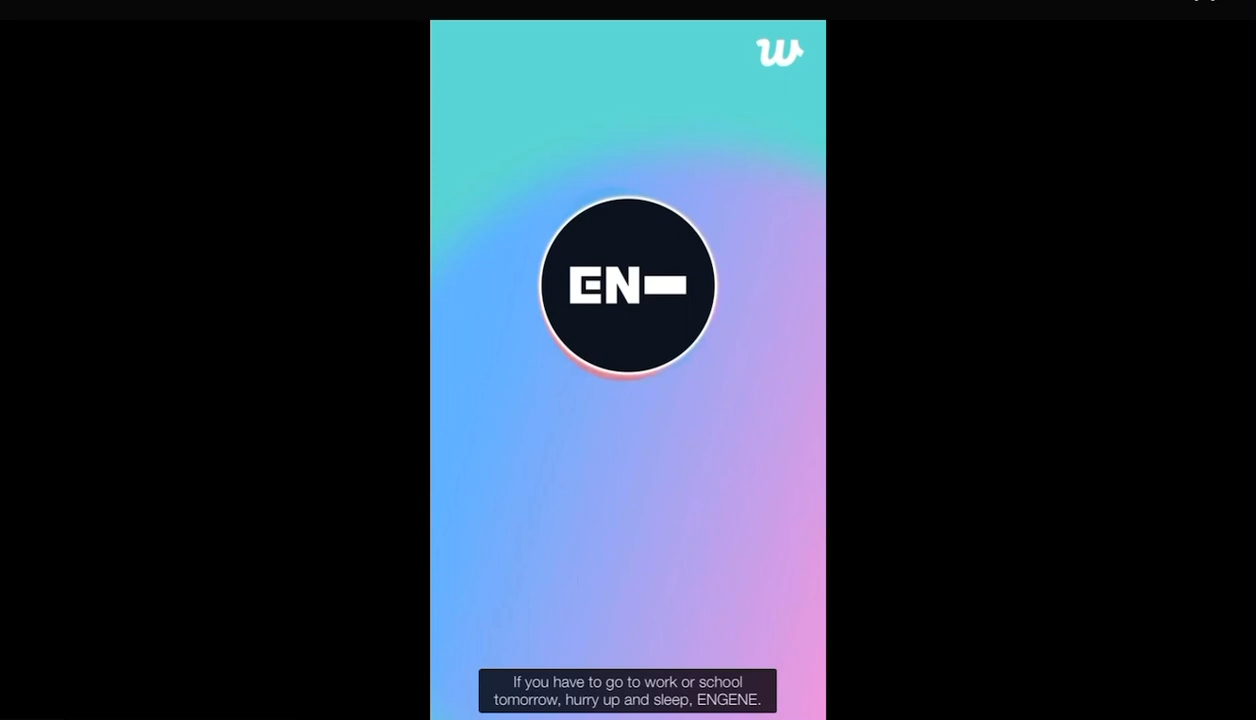 w
EN-
If you have to go to work or school
tomorrow, hurry up and sleep, ENGENE.